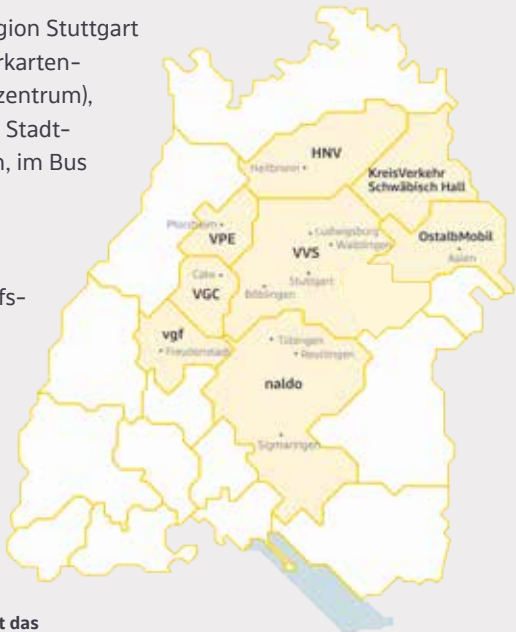 gion Stuttgart
rkarten-
zentrum),
Stadt-
n, im Bus
fs-
HNV
Heilbronn
KreisVerkehr
Schwäbisch Hall
Pforzheim
VPE
Ludwigsburg
Waiblingen
VVS
OstalbMobil
Aalen
Calw
VGC
Stuttgart
Böblingen
vgf
Freudenstadt
Tübingen
Reutlingen
naldo
Sigmaringen
t das